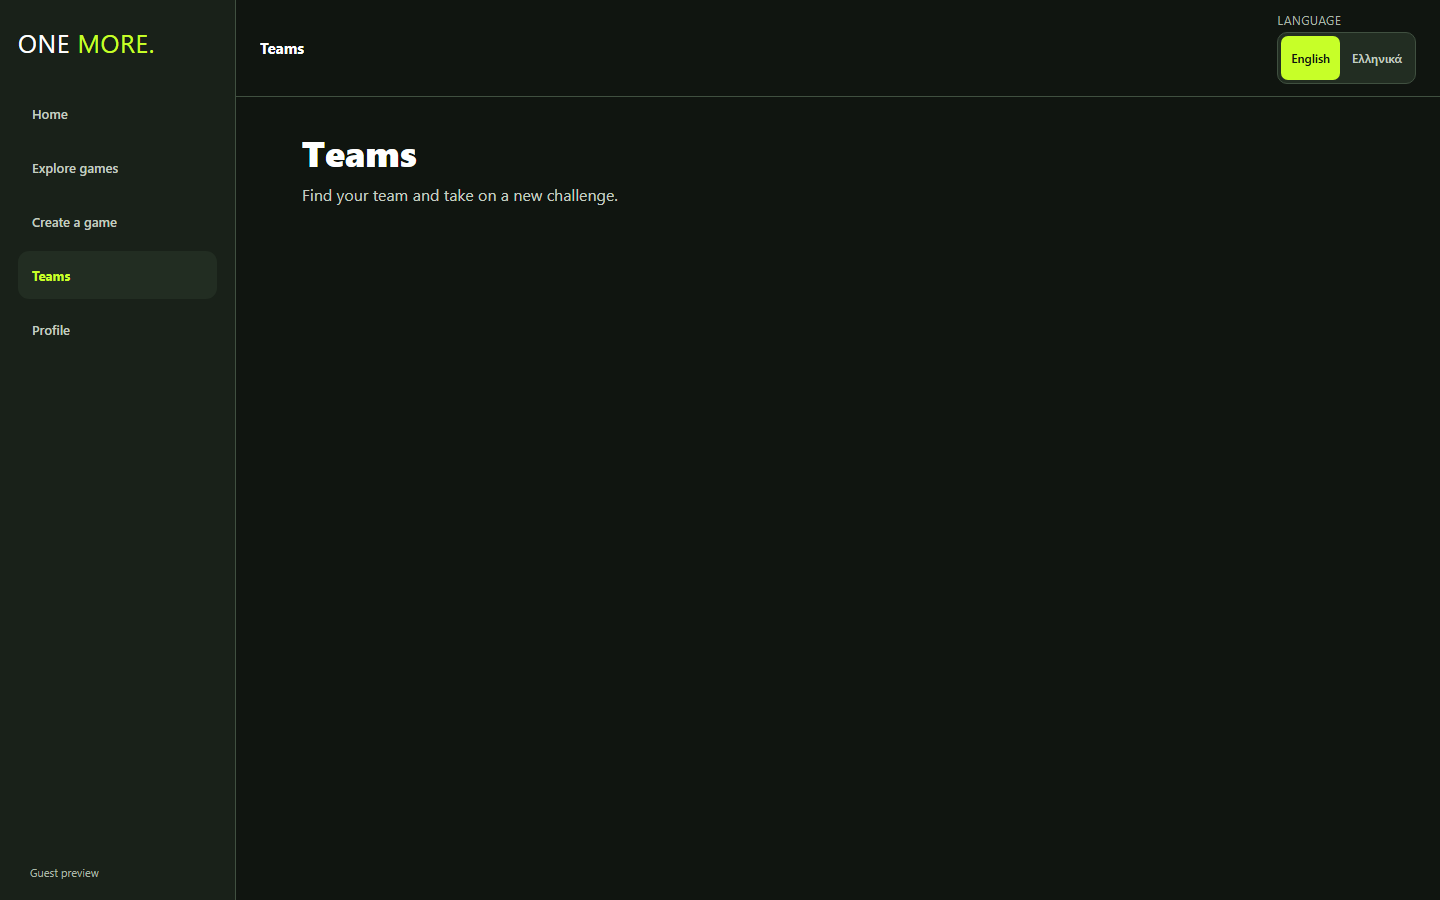 ONE MORE.
Home
Explore games
Create a game
Teams
Profile
Guest preview
Teams
LANGUAGE
English Ελληνικά
Teams
Find your team and take on a new challenge.